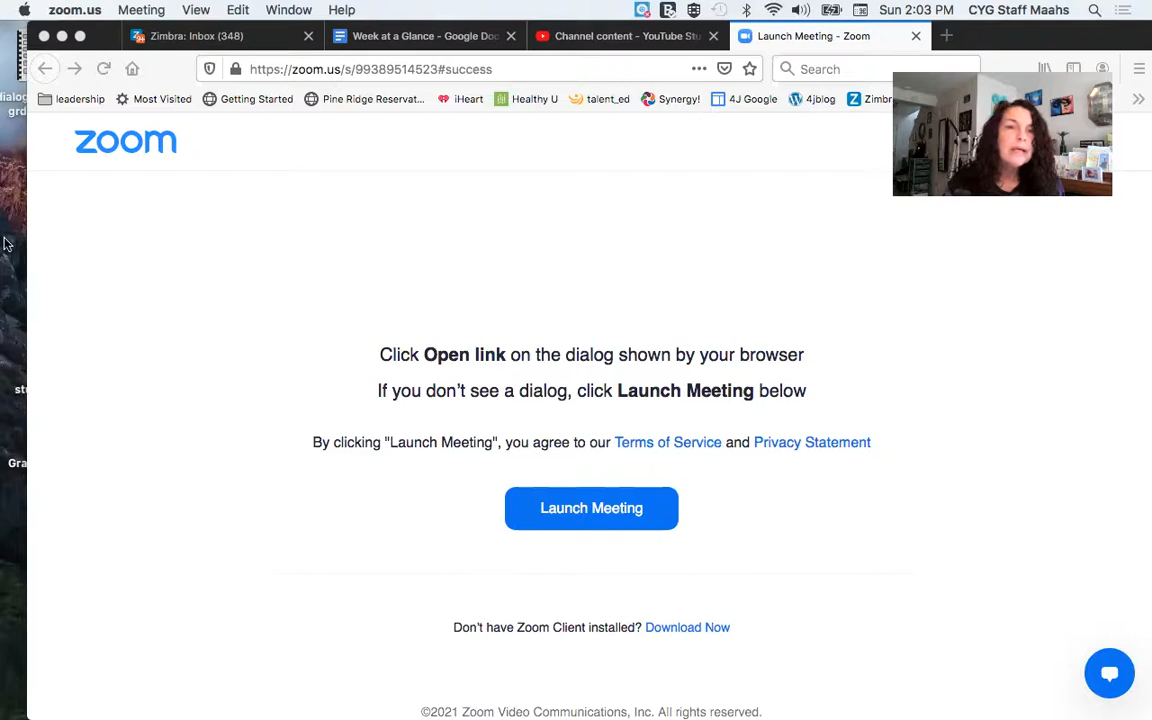 zoom.us Meeting View Edit Window Help Sun 2:03 PM CYG Staff Maahs
Zimbra: Inbox (348) Week at a Glance - Google Doc Channel content - YouTube Stu Launch Meeting - Zoom
https://zoom.us/s/99389514523#success Search
leadership Most Visited Getting Started Pine Ridge Reservat... iHeart Healthy U talent_ed Synergy! 4J Google 4jblog Zimbr
dialog
grd
zoom
Click Open link on the dialog shown by your browser
If you don't see a dialog, click Launch Meeting below
stu
By clicking "Launch Meeting", you agree to our Terms of Service and Privacy Statement
Gra
Launch Meeting
Don't have Zoom Client installed? Download Now
©2021 Zoom Video Communications, Inc. All rights reserved.